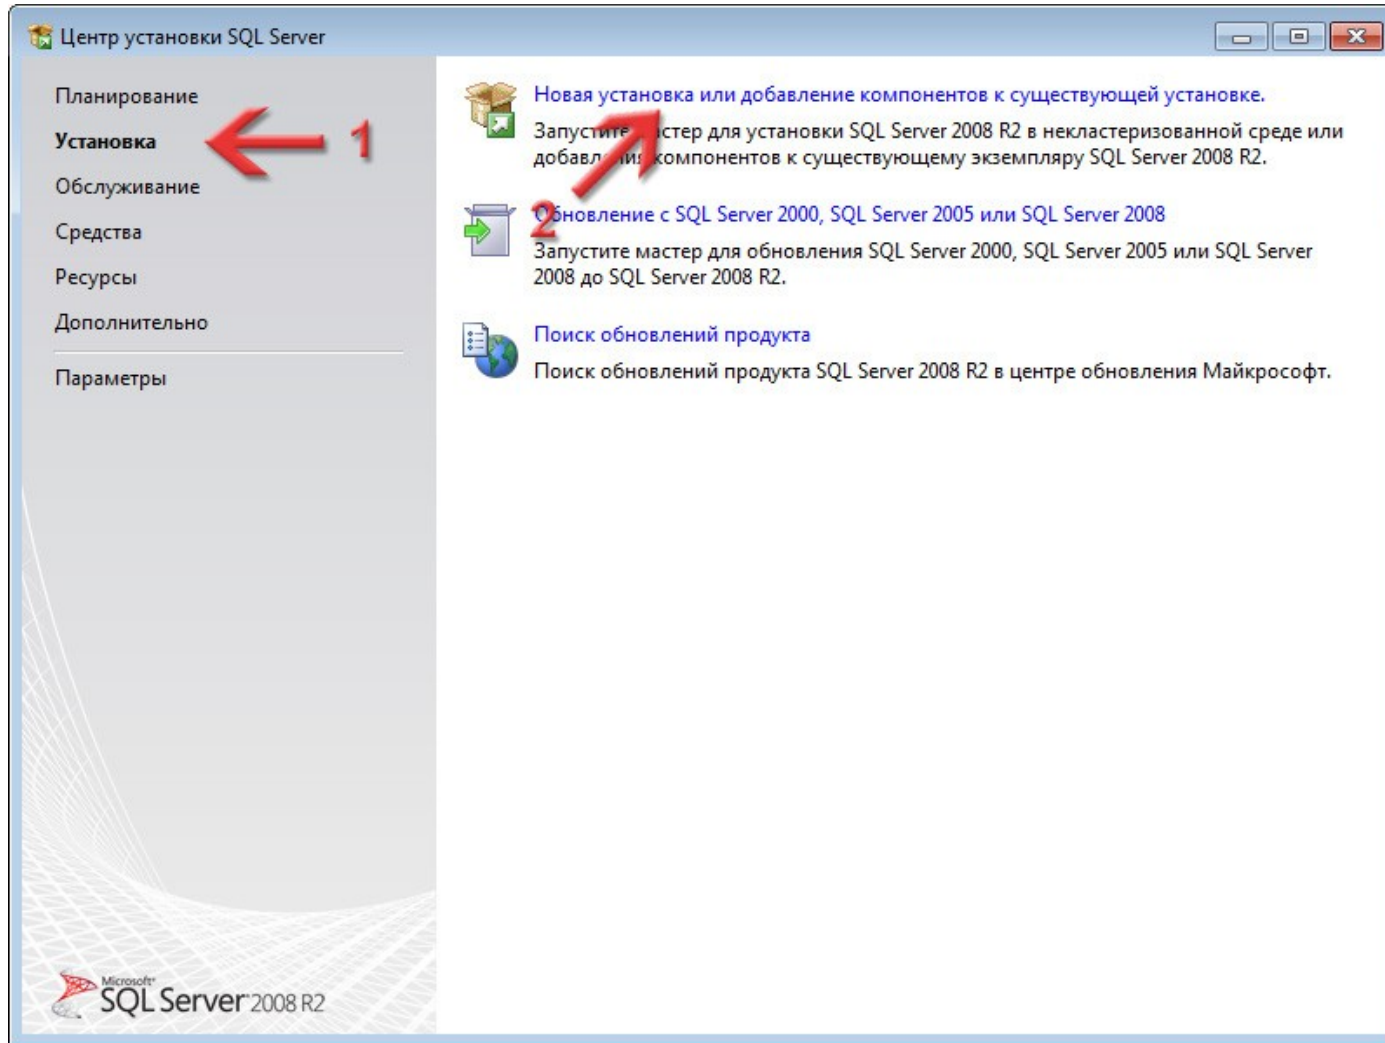 Центр установки SQL Server
Планирование
Установка
Обслуживание
Средства
Ресурсы
Дополнительно
Параметры
1
Новая установка или добавление компонентов к существующей установке.
Запустите мастер для установки SQL Server 2008 R2 в некластеризованной среде или
добавления компонентов к существующему экземпляру SQL Server 2008 R2.
2
Обновление с SQL Server 2000, SQL Server 2005 или SQL Server 2008
Запустите мастер для обновления SQL Server 2000, SQL Server 2005 или SQL Server
2008 до SQL Server 2008 R2.
Поиск обновлений продукта
Поиск обновлений продукта SQL Server 2008 R2 в центре обновления Майкрософт.
Microsoft
SQL Server 2008 R2